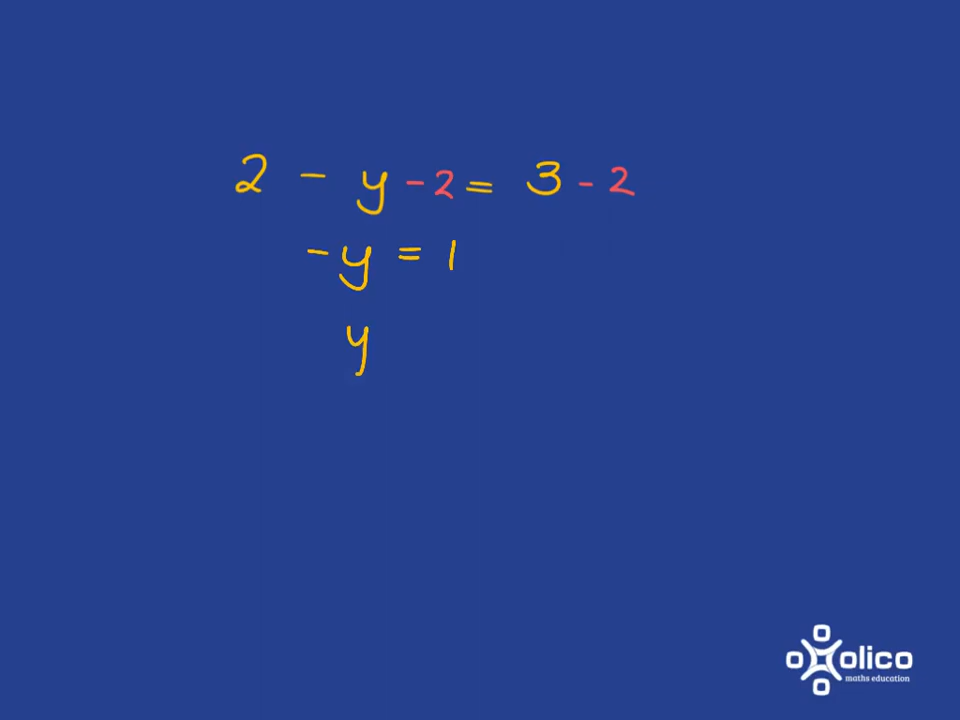 2 - y - 2 = 3 - 2
-y = 1
y
olico
maths education